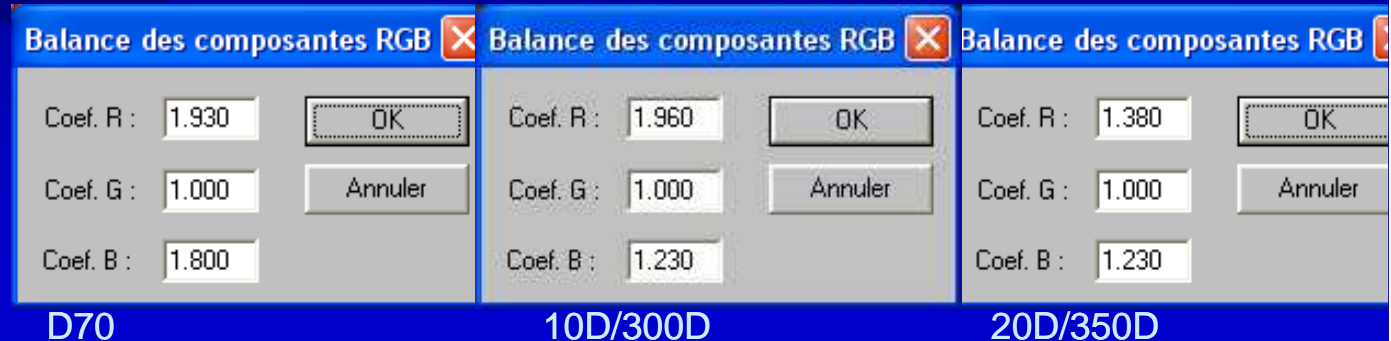 Balance des composantes RGB
Coef. R : 1.930 OK
Coef. G : 1.000 Annuler
Coef. B : 1.800
D70
Balance des composantes RGB
Coef. R : 1.960 OK
Coef. G : 1.000 Annuler
Coef. B : 1.230
10D/300D
Balance des composantes RGB
Coef. R : 1.380 OK
Coef. G : 1.000 Annuler
Coef. B : 1.230
20D/350D